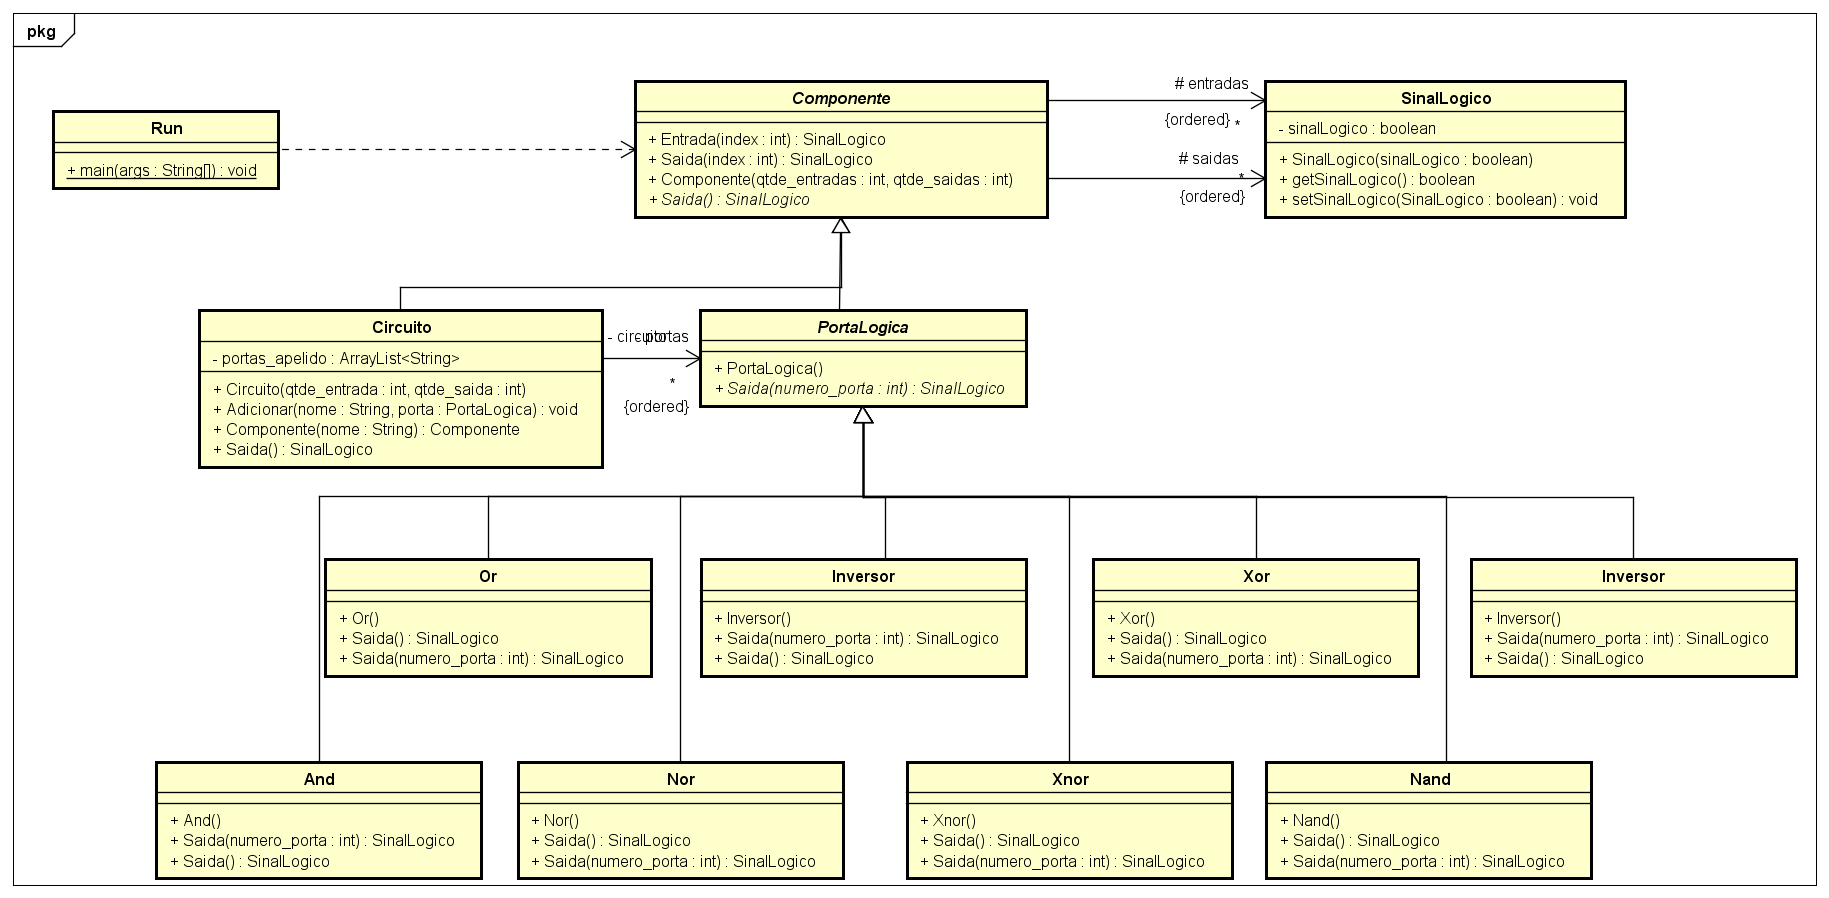 pkg
Run
+ main(args : String[]) : void
Componente
+ Entrada(index : int) : SinalLogico
+ Saida(index : int) : SinalLogico
+ Componente(qtde_entradas : int, qtde_saidas : int)
+ Saida() : SinalLogico
# entradas
{ordered}
*
# saidas
*
{ordered}
SinalLogico
- sinalLogico : boolean
+ SinalLogico(sinalLogico : boolean)
+ getSinalLogico() : boolean
+ setSinalLogico(SinalLogico : boolean) : void
Circuito
- portas_apelido : ArrayList<String>
+ Circuito(qtde_entrada : int, qtde_saida : int)
+ Adicionar(nome : String, porta : PortaLogica) : void
+ Componente(nome : String) : Componente
+ Saida() : SinalLogico
- circuito
- portas
*
{ordered}
PortaLogica
+ PortaLogica()
+ Saida(numero_porta : int) : SinalLogico
Or
+ Or()
+ Saida() : SinalLogico
+ Saida(numero_porta : int) : SinalLogico
Inversor
+ Inversor()
+ Saida(numero_porta : int) : SinalLogico
+ Saida() : SinalLogico
Xor
+ Xor()
+ Saida() : SinalLogico
+ Saida(numero_porta : int) : SinalLogico
Inversor
+ Inversor()
+ Saida(numero_porta : int) : SinalLogico
+ Saida() : SinalLogico
And
+ And()
+ Saida(numero_porta : int) : SinalLogico
+ Saida() : SinalLogico
Nor
+ Nor()
+ Saida() : SinalLogico
+ Saida(numero_porta : int) : SinalLogico
Xnor
+ Xnor()
+ Saida() : SinalLogico
+ Saida(numero_porta : int) : SinalLogico
Nand
+ Nand()
+ Saida() : SinalLogico
+ Saida(numero_porta : int) : SinalLogico